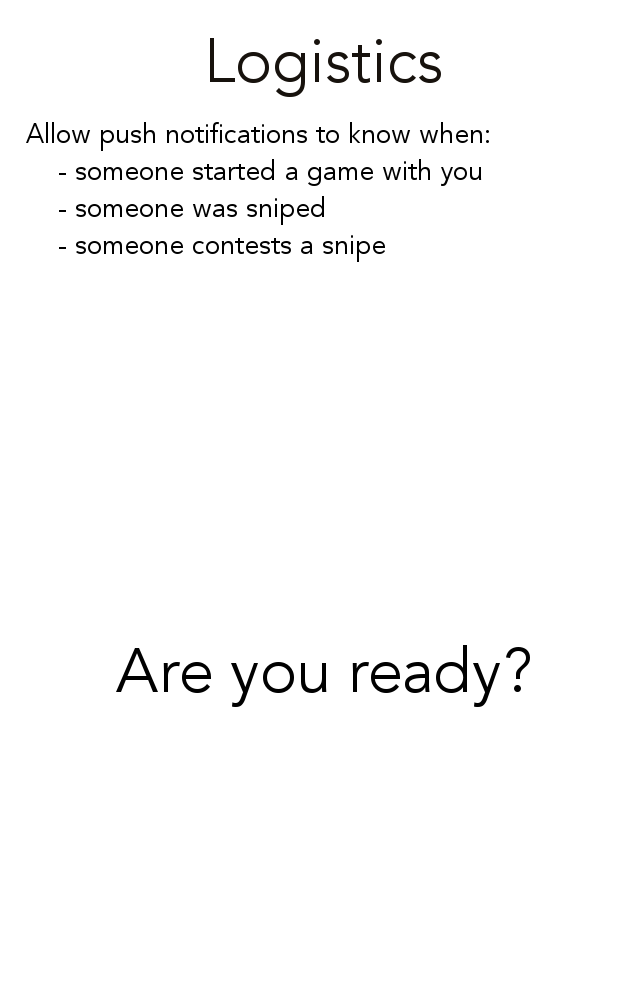 Logistics
Allow push notifications to know when:
- someone started a game with you
- someone was sniped
- someone contests a snipe
Are you ready?